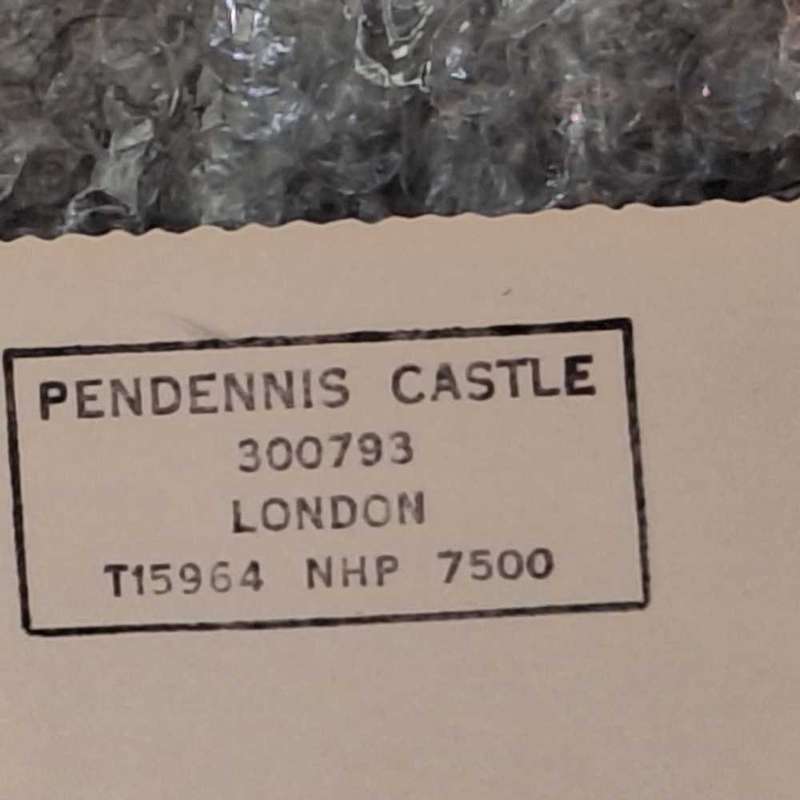 PENDENNIS CASTLE
300793
LONDON
T15964 NHP 7500